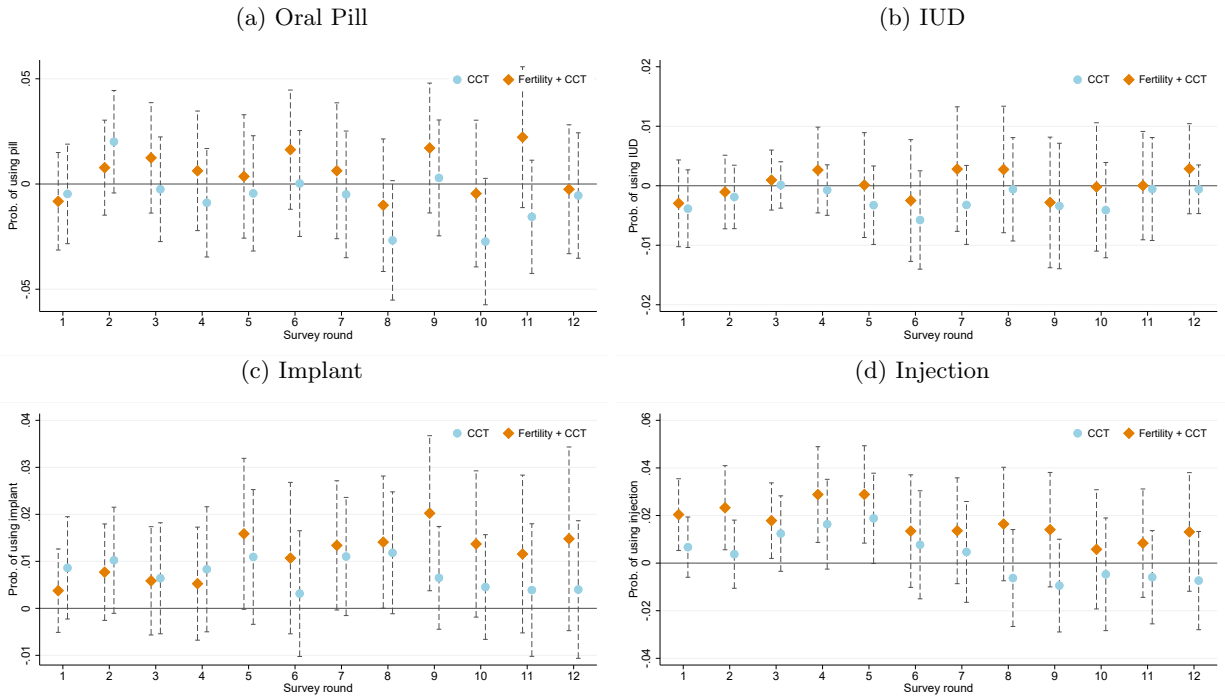 (a) Oral Pill
CCT Fertility + CCT
Prob. of using pill
.05
0
-.05
1 2 3 4 5 6 7 8 9 10 11 12
Survey round
(b) IUD
CCT Fertility + CCT
Prob. of using IUD
.02
.01
0
-.01
-.02
1 2 3 4 5 6 7 8 9 10 11 12
Survey round
(c) Implant
CCT Fertility + CCT
Prob. of using implant
.04
.03
.02
.01
0
-.01
1 2 3 4 5 6 7 8 9 10 11 12
Survey round
(d) Injection
CCT Fertility + CCT
Prob. of using injection
.06
.04
.02
0
-.02
-.04
1 2 3 4 5 6 7 8 9 10 11 12
Survey round